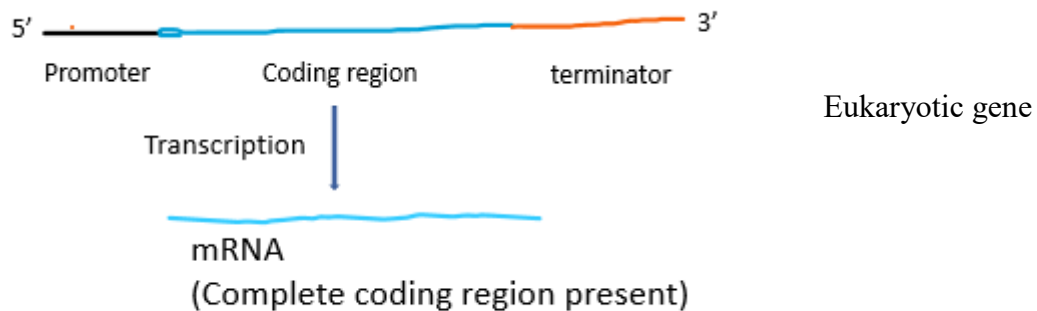 5’ 3’
Promoter Coding region terminator
Eukaryotic gene
Transcription
mRNA
(Complete coding region present)